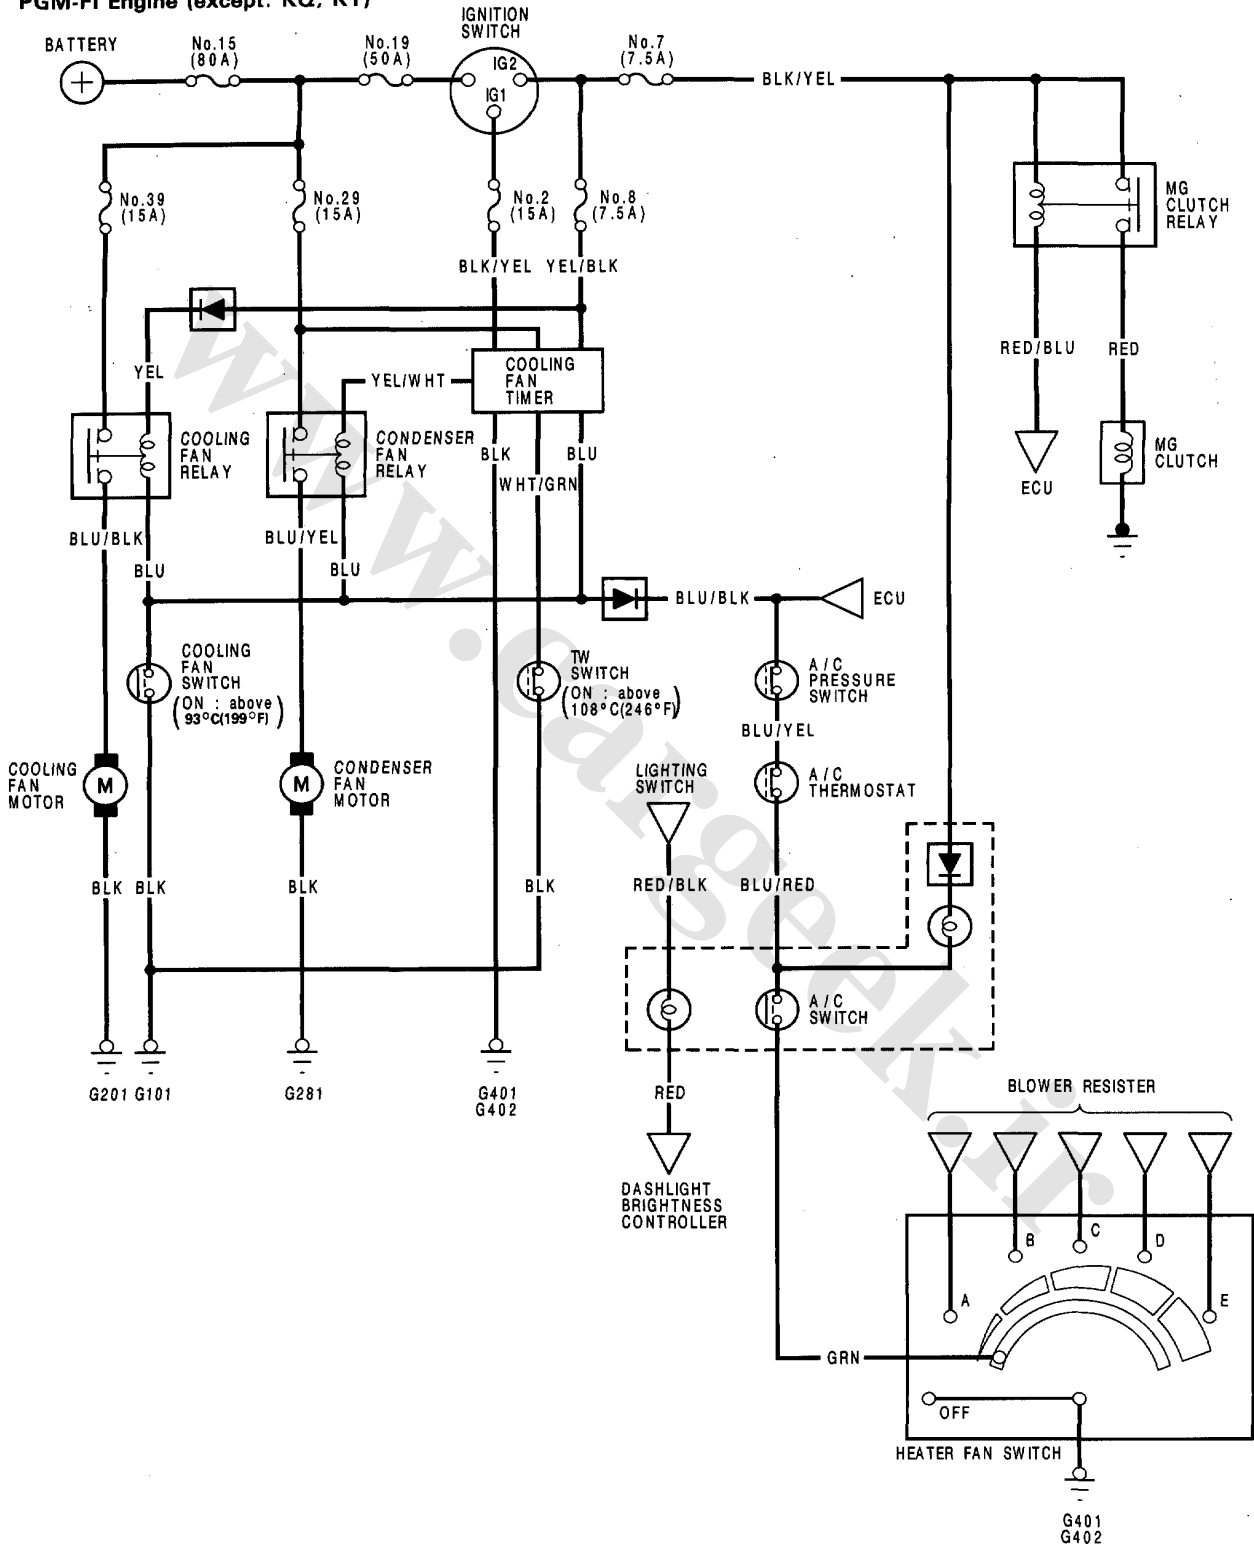 PGM-FI Engine (except: KQ, KY)
BATTERY
No.15
(80A)
No.19
(50A)
IGNITION
SWITCH
IG2
IG1
No.7
(7.5A)
BLK/YEL
No.39
(15A)
No.29
(15A)
No.2
(15A)
No.8
(7.5A)
MG
CLUTCH
RELAY
BLK/YEL
YEL/BLK
RED/BLU
RED
YEL
YEL/WHT
COOLING
FAN
TIMER
COOLING
FAN
RELAY
CONDENSER
FAN
RELAY
BLK
BLU
WHT/GRN
MG
CLUTCH
ECU
BLU/BLK
BLU
BLU/YEL
BLU
BLU/BLK
ECU
COOLING
FAN
SWITCH
(ON : above
93°C(199°F))
TW
SWITCH
(ON : above
108°C(246°F))
A/C
PRESSURE
SWITCH
BLU/YEL
COOLING
FAN
MOTOR
M
M
CONDENSER
FAN
MOTOR
LIGHTING
SWITCH
A/C
THERMOSTAT
BLK
BLK
BLK
BLK
RED/BLK
BLU/RED
A/C
SWITCH
G201
G101
G281
G401
G402
RED
DASHLIGHT
BRIGHTNESS
CONTROLLER
BLOWER RESISTER
A
B
C
D
E
GRN
OFF
HEATER FAN SWITCH
G401
G402
www.cargeek.ir